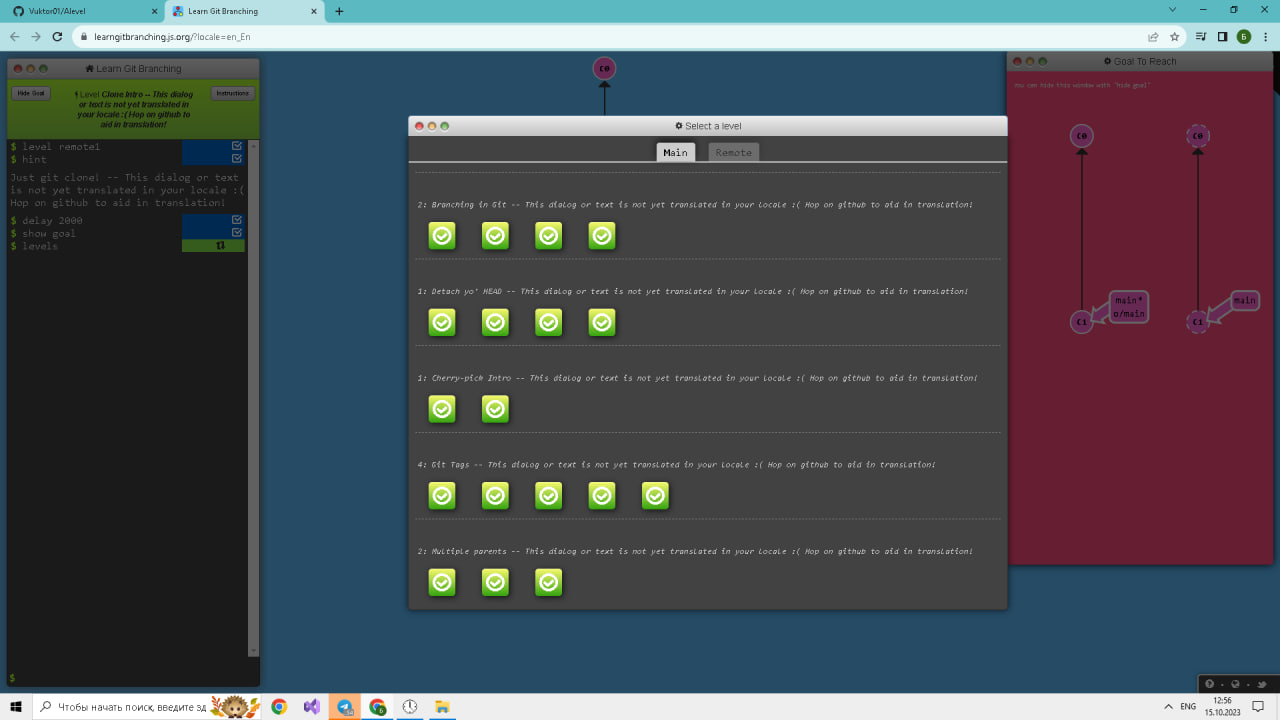 Vuktor01/Alevel
Learn Git Branching
learngitbranching.js.org/?locale=en_En
Б
Learn Git Branching
Hide Goal
Level Clone Intro -- This dialog
or text is not yet translated in
your locale :( Hop on github to
aid in translation!
Instructions
$ level remote1
$ hint
Just git clone! -- This dialog or text
is not yet translated in your locale :(
Hop on github to aid in translation!
$ delay 2000
$ show goal
$ levels
$
C0
Select a level
Main
Remote
2: Branching in Git -- This dialog or text is not yet translated in your locale :( Hop on github to aid in translation!
1: Detach yo' HEAD -- This dialog or text is not yet translated in your locale :( Hop on github to aid in translation!
1: Cherry-pick Intro -- This dialog or text is not yet translated in your locale :( Hop on github to aid in translation!
4: Git Tags -- This dialog or text is not yet translated in your locale :( Hop on github to aid in translation!
2: Multiple parents -- This dialog or text is not yet translated in your locale :( Hop on github to aid in translation!
Goal To Reach
You can hide this window with "hide goal"
C0
C0
main*
o/main
main
C1
C1
Чтобы начать поиск, введите зд
ENG
12:56
15.10.2023